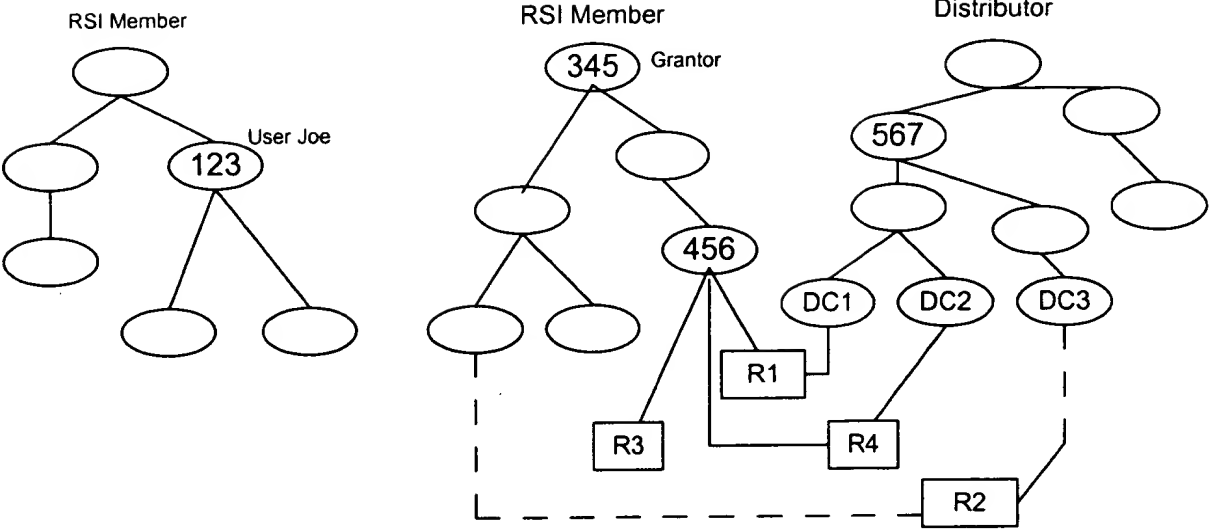 RSI Member
RSI Member
Distributor
345
Grantor
User Joe
123
567
456
DC1
DC2
DC3
R1
R3
R4
R2